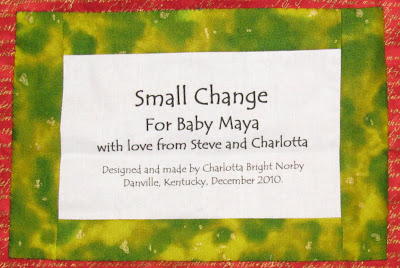 Small Change
For Baby Maya
with love from Steve and Charlotta
Designed and made by Charlotta Bright Norby
Danville, Kentucky, December 2010.